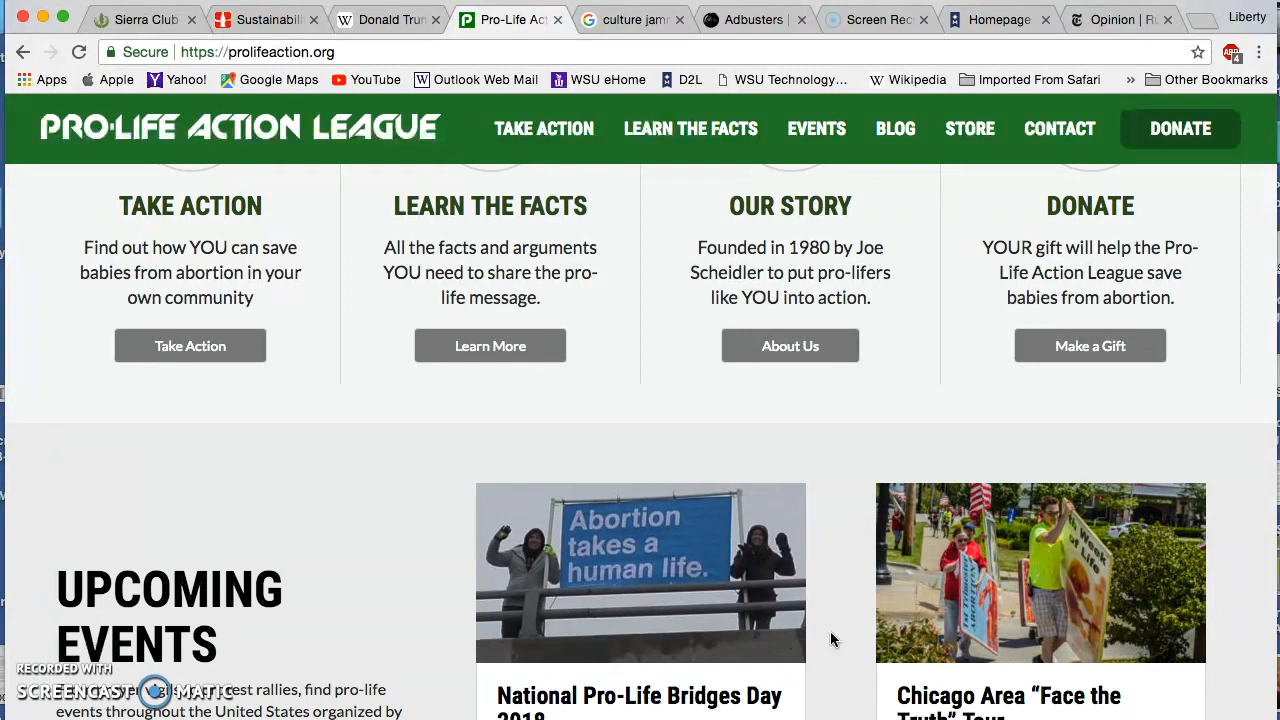 Sierra Club
Sustainabili
Donald Trun
Pro-Life Act
culture jam
Adbusters |
Screen Rec
Homepage
Opinion | Ru
Liberty
Secure https://prolifeaction.org
ABP
4
Apps Apple Yahoo! Google Maps YouTube Outlook Web Mail WSU eHome D2L WSU Technology... Wikipedia Imported From Safari » Other Bookmarks
PRO-LIFE ACTION LEAGUE
TAKE ACTION LEARN THE FACTS EVENTS BLOG STORE CONTACT DONATE
TAKE ACTION
Find out how YOU can save
babies from abortion in your
own community
Take Action
LEARN THE FACTS
All the facts and arguments
YOU need to share the pro-
life message.
Learn More
OUR STORY
Founded in 1980 by Joe
Scheidler to put pro-lifers
like YOU into action.
About Us
DONATE
YOUR gift will help the Pro-
Life Action League save
babies from abortion.
Make a Gift
UPCOMING
EVENTS
est rallies, find pro-life
events throughout the United States organized by
Abortion
takes a
human life.
National Pro-Life Bridges Day
2018
of Life
Chicago Area “Face the
Truth” Tour
RECORDED WITH
SCREENCAST MATIC